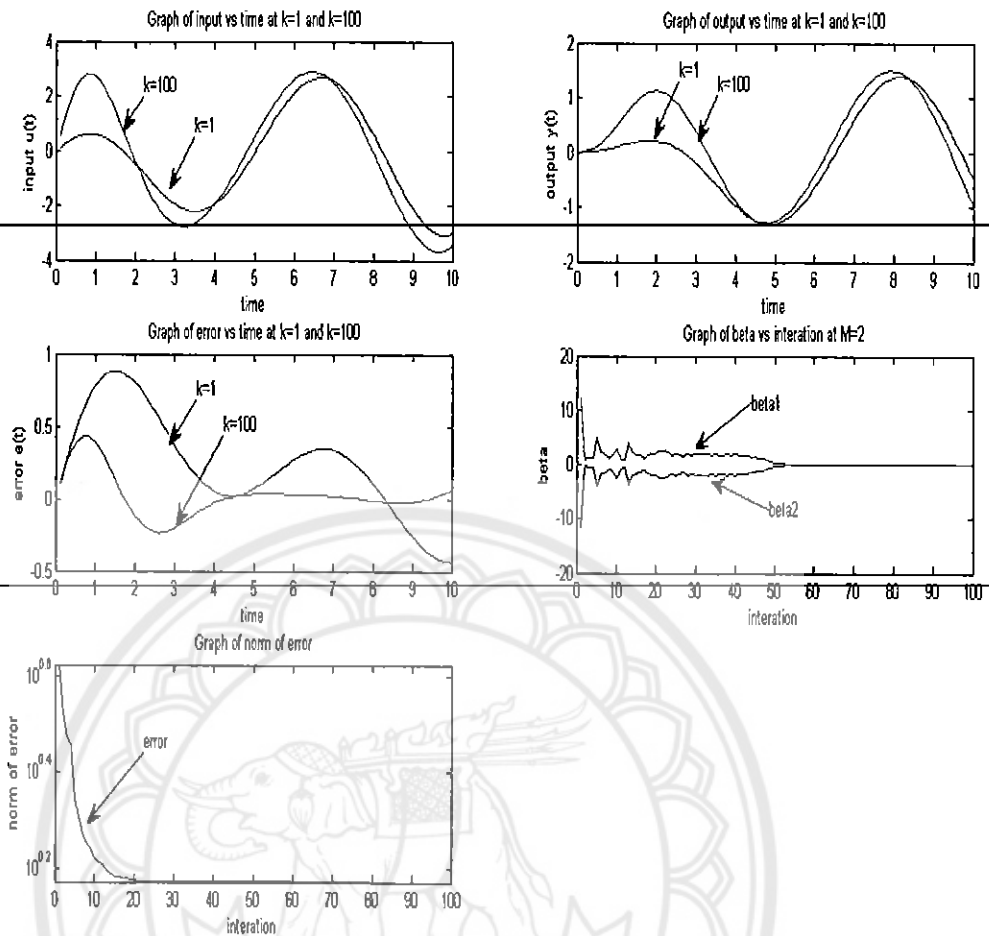 Graph of input vs time at k=1 and k=100
4
2
0
-2
-4
input u(t)
k=100
k=1
0 1 2 3 4 5 6 7 8 9 10
time
Graph of output vs time at k=1 and k=100
2
1
0
-1
-2
output y(t)
k=1
k=100
0 1 2 3 4 5 6 7 8 9 10
time
Graph of error vs time at k=1 and k=100
1
0.5
0
-0.5
error e(t)
k=1
k=100
0 1 2 3 4 5 6 7 8 9 10
time
Graph of beta vs interation at M=2
20
10
0
-10
-20
beta
beta1
beta2
0 10 20 30 40 50 60 70 80 90 100
interation
Graph of norm of error
10^0.6
10^0.4
10^0.2
norm of error
error
0 10 20 30 40 50 60 70 80 90 100
interation